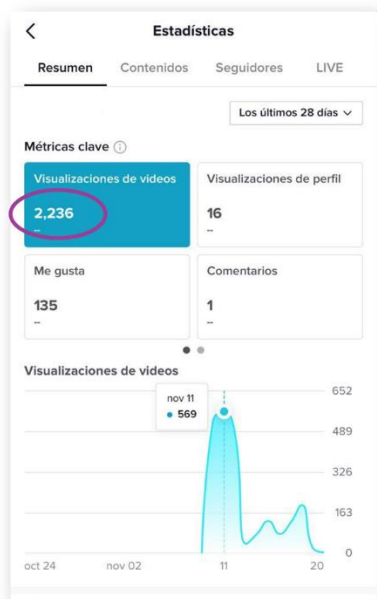 Estadísticas
Resumen Contenidos Seguidores LIVE
Los últimos 28 días
Métricas clave
Visualizaciones de videos
2,236
--
Visualizaciones de perfil
16
--
Me gusta
135
--
Comentarios
1
--
Visualizaciones de videos
nov 11
569
652
489
326
163
0
oct 24 nov 02 11 20